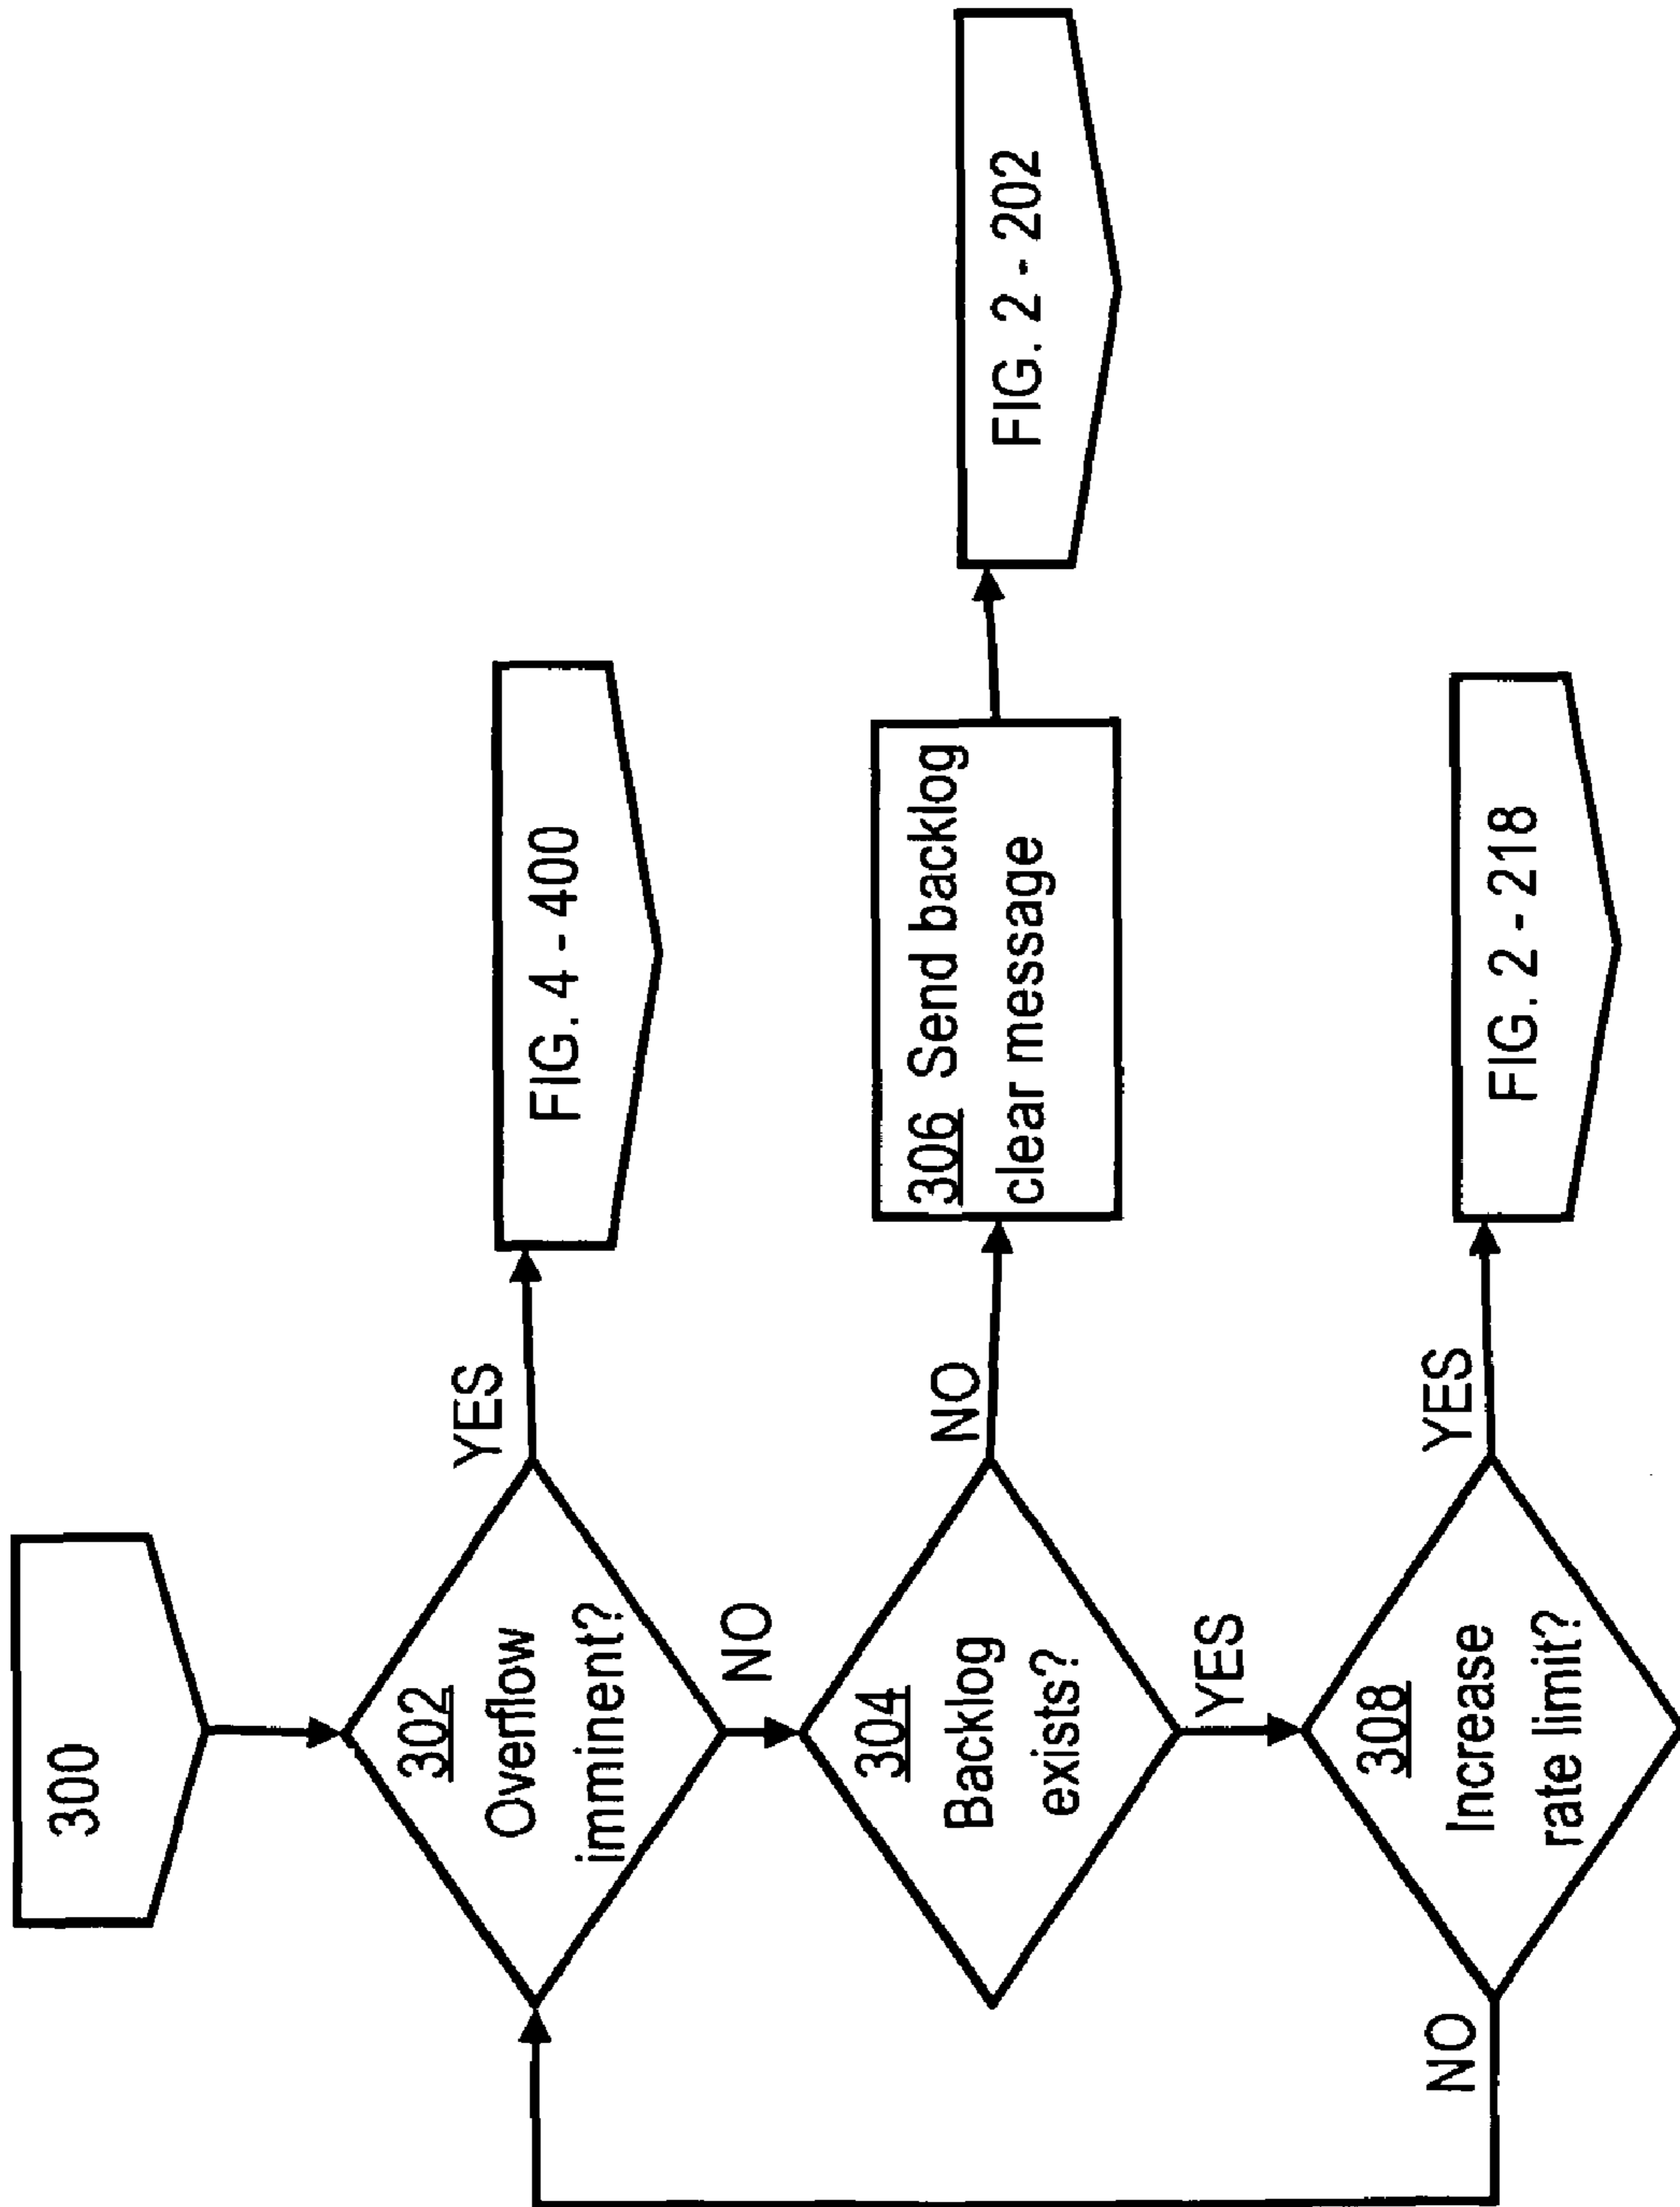 300
302
Overflow
imminent?
YES
FIG. 4 - 400
NO
304
Backlog
exists?
NO
306 Send backlog
clear message
FIG. 2 - 202
YES
308
Increase
rate limit?
YES
FIG. 2 - 218
NO